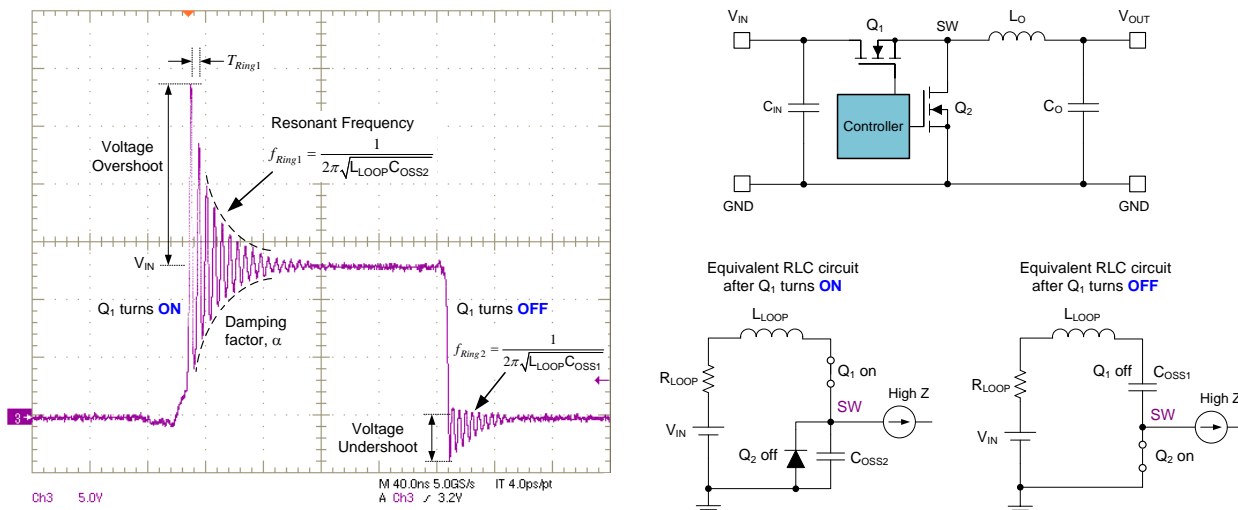 T_Ring1
Voltage
Overshoot
Resonant Frequency
f_Ring1 = 1 / 2π√L_LOOP C_OSS2
V_IN
Q₁ turns ON
Damping
factor, α
Q₁ turns OFF
f_Ring2 = 1 / 2π√L_LOOP C_OSS1
3
Voltage
Undershoot
Ch3 5.0V
M 40.0ns 5.0GS/s IT 4.0ps/pt
A Ch3 ∫ 3.2V
V_IN
Q₁
SW
L_O
V_OUT
C_IN
Controller
Q₂
C_O
GND
GND
Equivalent RLC circuit
after Q₁ turns ON
L_LOOP
R_LOOP
Q₁ on
High Z
SW
V_IN
Q₂ off
C_OSS2
Equivalent RLC circuit
after Q₁ turns OFF
L_LOOP
R_LOOP
Q₁ off
C_OSS1
High Z
SW
V_IN
Q₂ on